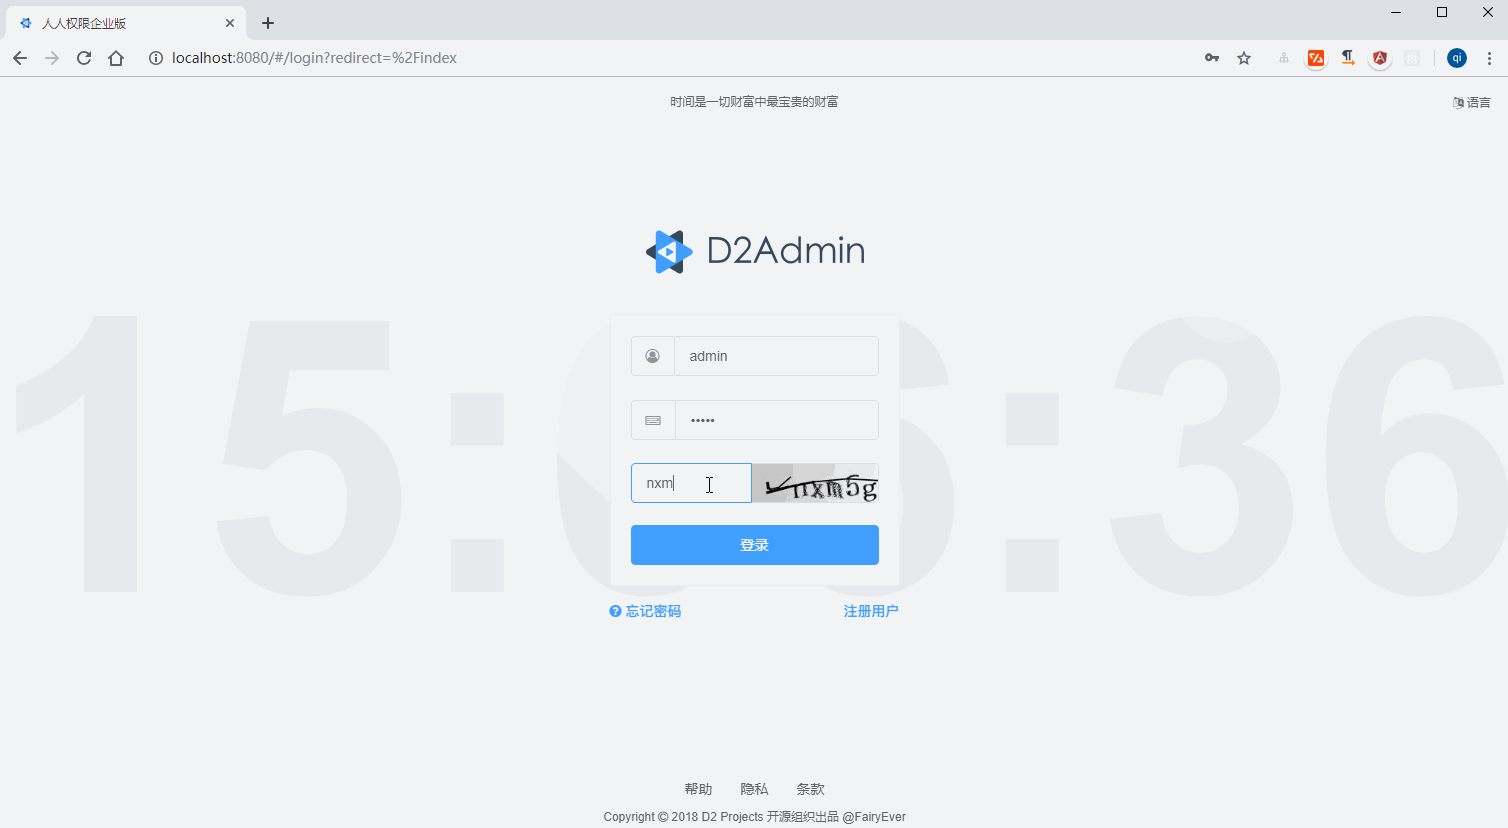 人人权限企业版
localhost:8080/#/login?redirect=%2Findex
qi
时间是一切财富中最宝贵的财富
语言
D2Admin
15:06:36
admin
•••••
nxm
nxm5g
登录
忘记密码
注册用户
帮助 隐私 条款
Copyright © 2018 D2 Projects 开源组织出品 @FairyEver